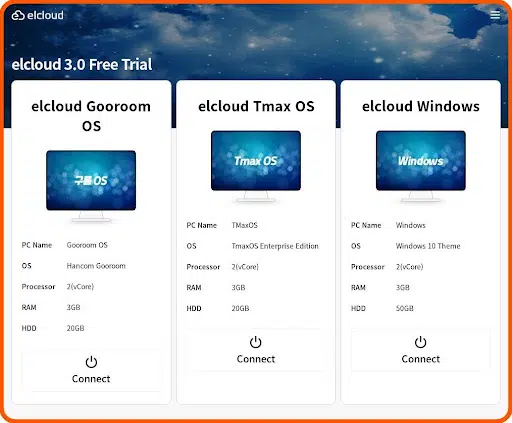 elcloud
elcloud 3.0 Free Trial
elcloud Gooroom
OS
구름 OS
PC Name Gooroom OS
OS Hancom Gooroom
Processor 2(vCore)
RAM 3GB
HDD 20GB
Connect
elcloud Tmax OS
Tmax OS
PC Name TMaxOS
OS TmaxOS Enterprise Edition
Processor 2(vCore)
RAM 3GB
HDD 20GB
Connect
elcloud Windows
Windows
PC Name Windows
OS Windows 10 Theme
Processor 2(vCore)
RAM 3GB
HDD 50GB
Connect